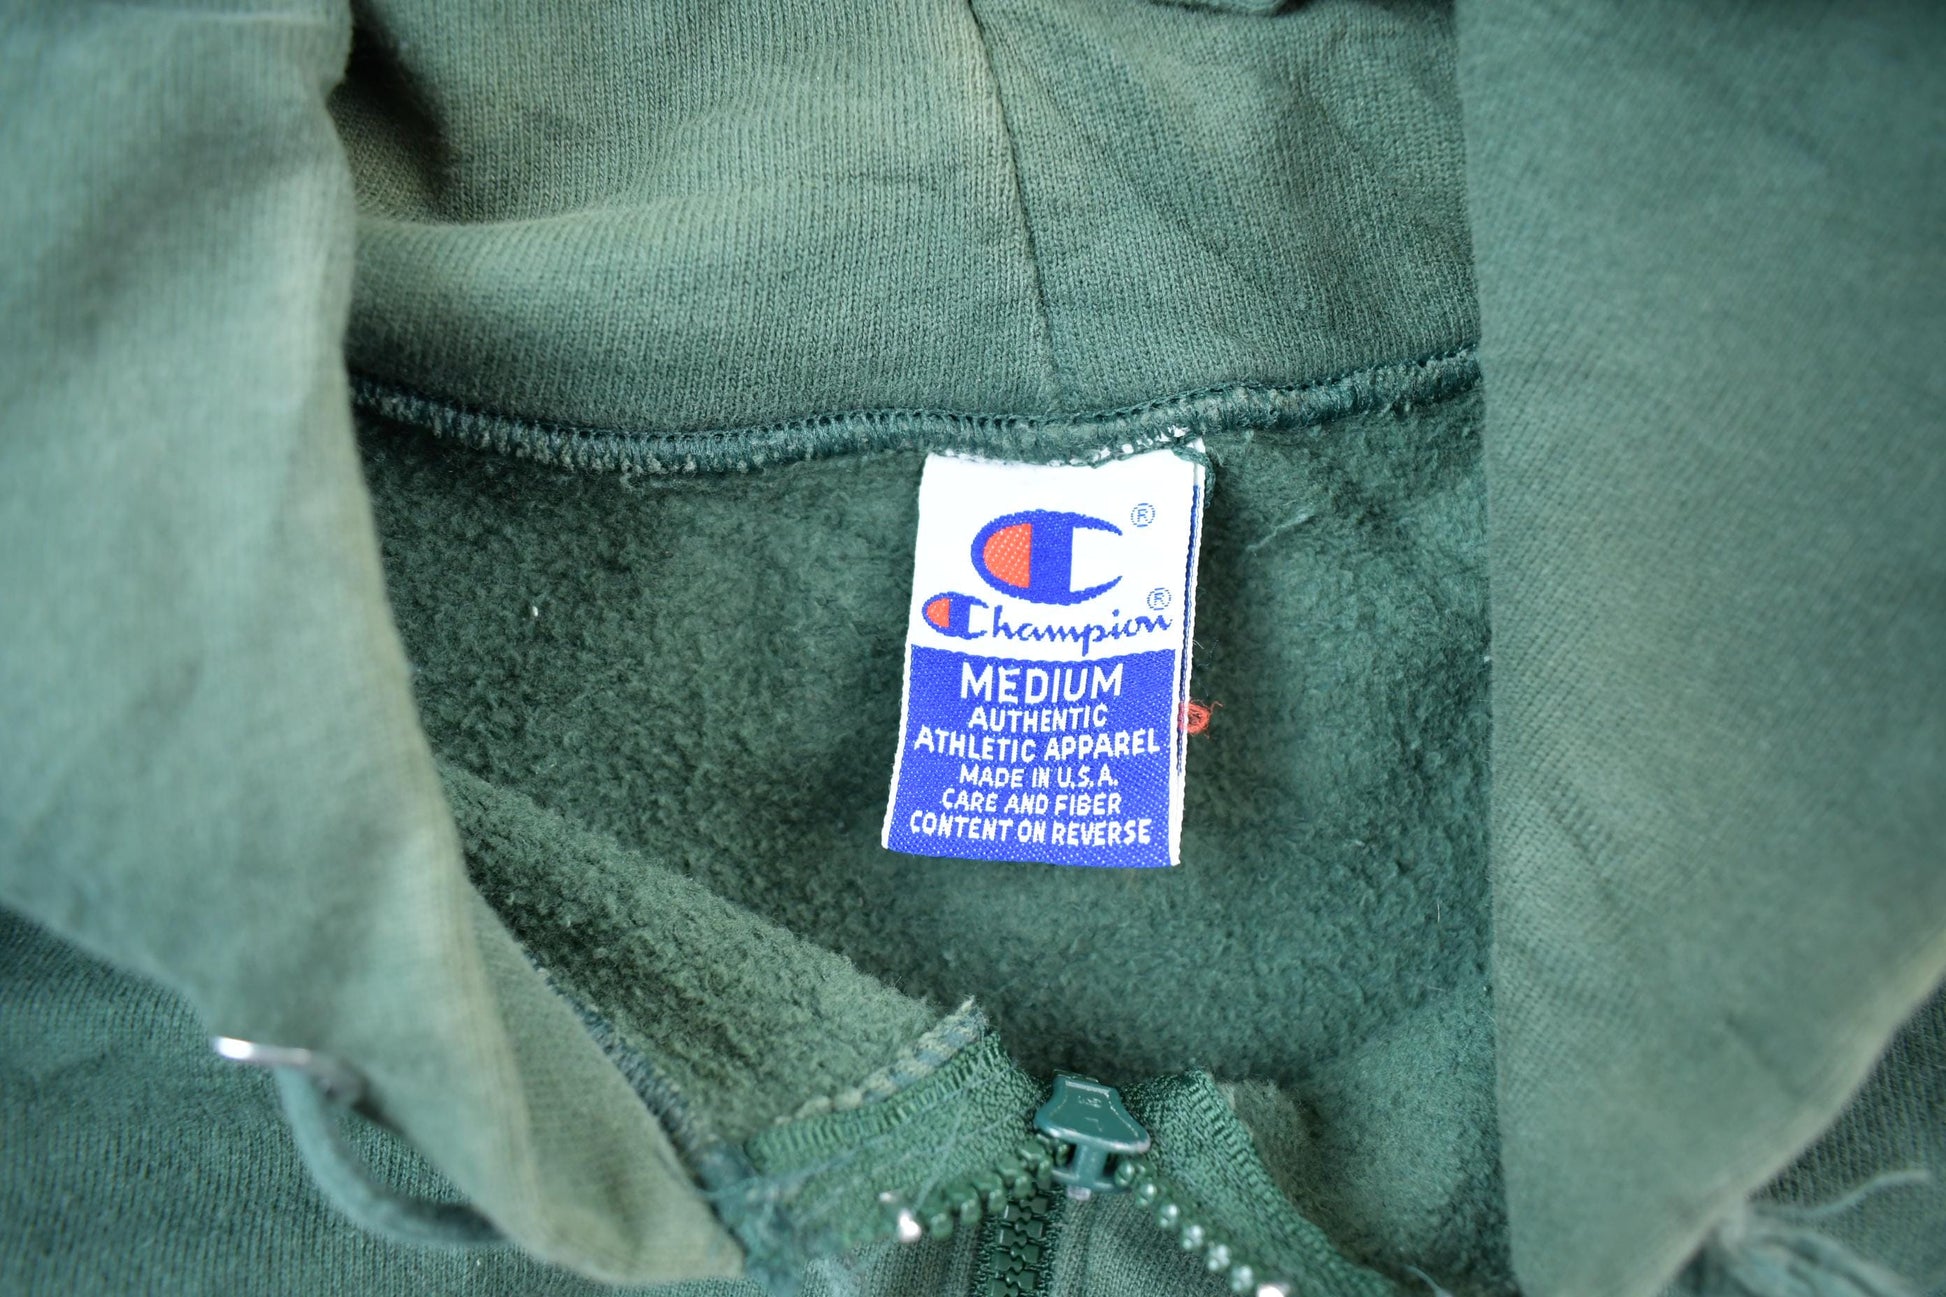 ®
Champion®
MEDIUM
AUTHENTIC
ATHLETIC APPAREL
MADE IN U.S.A.
CARE AND FIBER
CONTENT ON REVERSE